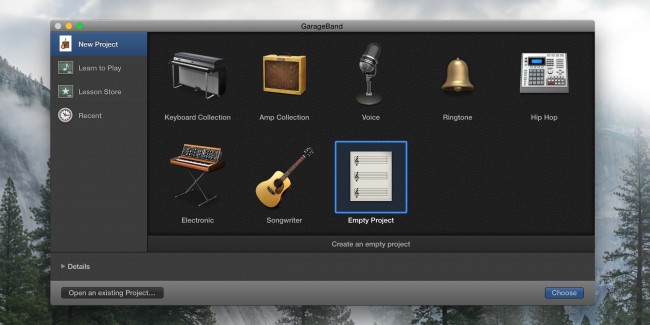 GarageBand
New Project
Learn to Play
Lesson Store
Recent
Keyboard Collection
Amp Collection
Voice
Ringtone
Hip Hop
Electronic
Songwriter
Empty Project
Create an empty project
Details
Open an existing Project...
Choose